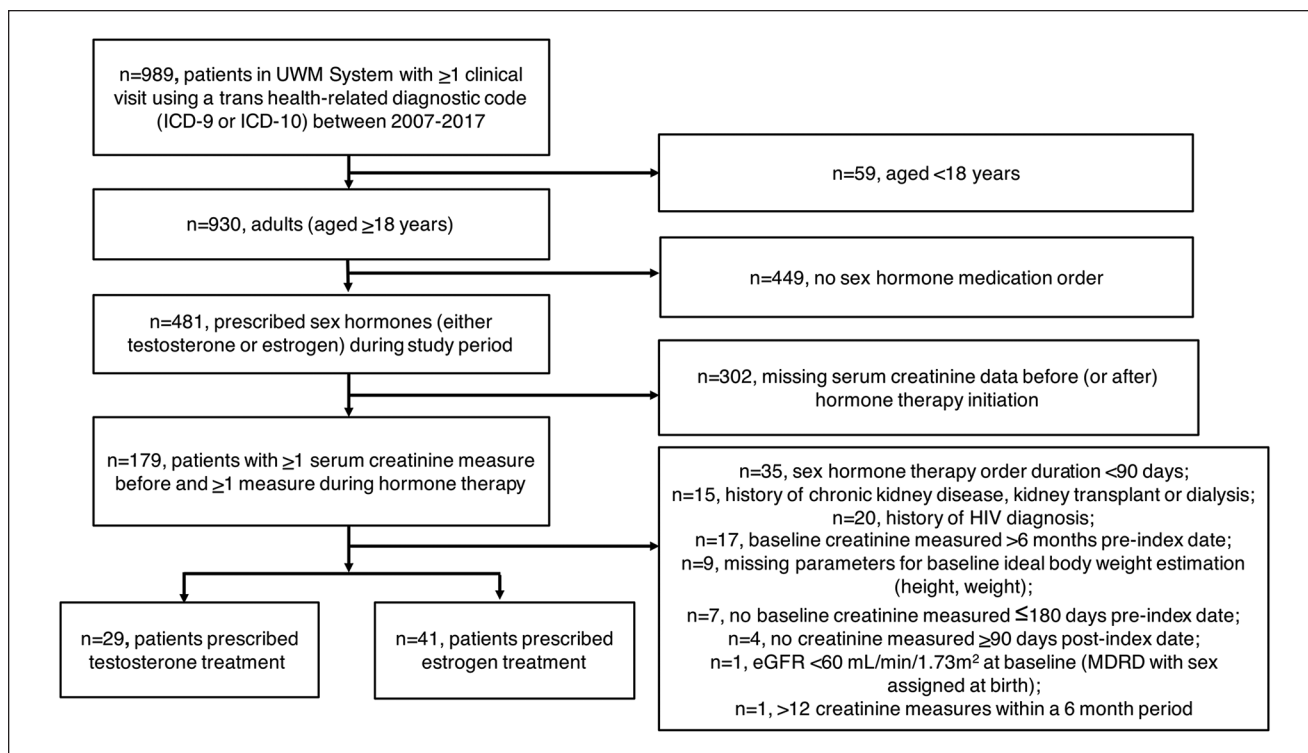 n=989, patients in UWM System with ≥1 clinical
visit using a trans health-related diagnostic code
(ICD-9 or ICD-10) between 2007-2017
n=59, aged <18 years
n=930, adults (aged ≥18 years)
n=449, no sex hormone medication order
n=481, prescribed sex hormones (either
testosterone or estrogen) during study period
n=302, missing serum creatinine data before (or after)
hormone therapy initiation
n=179, patients with ≥1 serum creatinine measure
before and ≥1 measure during hormone therapy
n=35, sex hormone therapy order duration <90 days;
n=15, history of chronic kidney disease, kidney transplant or dialysis;
n=20, history of HIV diagnosis;
n=17, baseline creatinine measured >6 months pre-index date;
n=9, missing parameters for baseline ideal body weight estimation
(height, weight);
n=7, no baseline creatinine measured ≤180 days pre-index date;
n=4, no creatinine measured ≥90 days post-index date;
n=1, eGFR <60 mL/min/1.73m² at baseline (MDRD with sex
assigned at birth);
n=1, >12 creatinine measures within a 6 month period
n=29, patients prescribed
testosterone treatment
n=41, patients prescribed
estrogen treatment